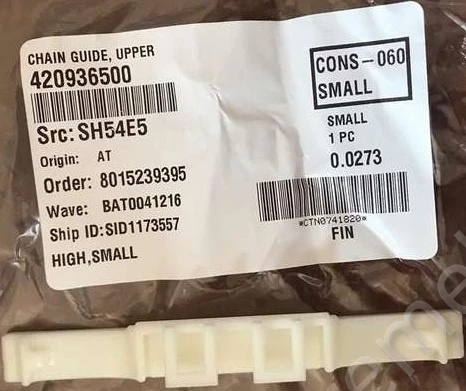 CHAIN GUIDE, UPPER
420936500
Src: SH54E5
Origin: AT
Order: 8015239395
Wave: BAT0041216
Ship ID:SID1173557
HIGH,SMALL
CONS-060
SMALL
SMALL
1 PC
0.0273
*CTN0741820*
FIN